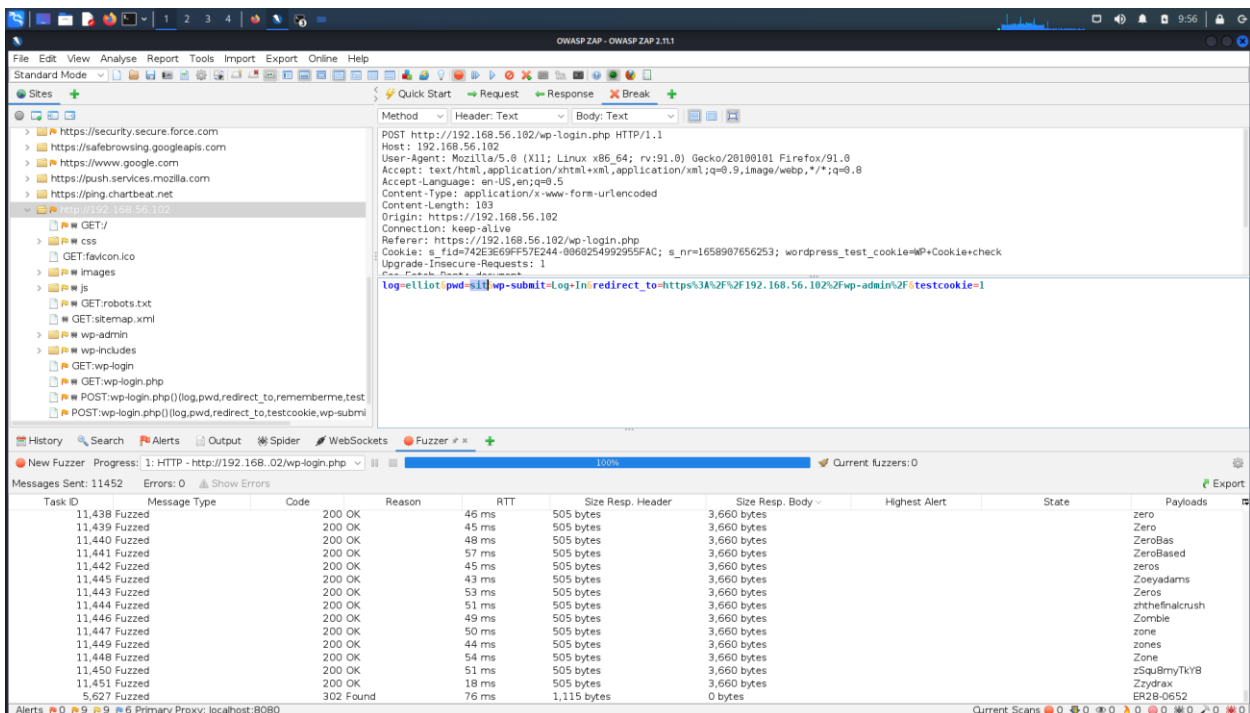 1 2 3 4
9:56
OWASP ZAP - OWASP ZAP 2.11.1
File Edit View Analyse Report Tools Import Export Online Help
Standard Mode
Sites
Quick Start Request Response Break
Method Header: Text Body: Text
https://security.secure.force.com
https://safebrowsing.googleapis.com
https://www.google.com
https://push.services.mozilla.com
https://ping.chartbeat.net
http://192.168.56.102
GET:/
css
GET:favicon.ico
images
js
GET:robots.txt
GET:sitemap.xml
wp-admin
wp-includes
GET:wp-login
GET:wp-login.php
POST:wp-login.php()(log,pwd,redirect_to,rememberme,test
POST:wp-login.php()(log,pwd,redirect_to,testcookie,wp-submi
POST http://192.168.56.102/wp-login.php HTTP/1.1
Host: 192.168.56.102
User-Agent: Mozilla/5.0 (X11; Linux x86_64; rv:91.0) Gecko/20100101 Firefox/91.0
Accept: text/html,application/xhtml+xml,application/xml;q=0.9,image/webp,*/*;q=0.8
Accept-Language: en-US,en;q=0.5
Content-Type: application/x-www-form-urlencoded
Content-Length: 103
Origin: https://192.168.56.102
Connection: keep-alive
Referer: https://192.168.56.102/wp-login.php
Cookie: s_fid=742E3E69FF57E244-0060254992955FAC; s_nr=1658907656253; wordpress_test_cookie=WP+Cookie+check
Upgrade-Insecure-Requests: 1
log=elliot&pwd=sit&wp-submit=Log+In&redirect_to=https%3A%2F%2F192.168.56.102%2Fwp-admin%2F&testcookie=1
History Search Alerts Output Spider WebSockets Fuzzer
New Fuzzer Progress: 1: HTTP - http://192.168..02/wp-login.php 100% Current fuzzers: 0
Messages Sent: 11452 Errors: 0 Show Errors Export
Task ID Message Type Code Reason RTT Size Resp. Header Size Resp. Body Highest Alert State Payloads
11,438 Fuzzed 200 OK 46 ms 505 bytes 3,660 bytes zero
11,439 Fuzzed 200 OK 45 ms 505 bytes 3,660 bytes Zero
11,440 Fuzzed 200 OK 48 ms 505 bytes 3,660 bytes ZeroBas
11,441 Fuzzed 200 OK 57 ms 505 bytes 3,660 bytes ZeroBased
11,442 Fuzzed 200 OK 45 ms 505 bytes 3,660 bytes zeros
11,445 Fuzzed 200 OK 43 ms 505 bytes 3,660 bytes Zoeyadams
11,443 Fuzzed 200 OK 53 ms 505 bytes 3,660 bytes Zeros
11,444 Fuzzed 200 OK 51 ms 505 bytes 3,660 bytes zhthefinalcrush
11,446 Fuzzed 200 OK 49 ms 505 bytes 3,660 bytes Zombie
11,447 Fuzzed 200 OK 50 ms 505 bytes 3,660 bytes zone
11,449 Fuzzed 200 OK 44 ms 505 bytes 3,660 bytes zones
11,448 Fuzzed 200 OK 54 ms 505 bytes 3,660 bytes Zone
11,450 Fuzzed 200 OK 51 ms 505 bytes 3,660 bytes zSqu8myTkY8
11,451 Fuzzed 200 OK 18 ms 505 bytes 3,660 bytes Zzydrax
5,627 Fuzzed 302 Found 76 ms 1,115 bytes 0 bytes ER28-0652
Alerts 0 9 9 6 Primary Proxy: localhost:8080 Current Scans 0 0 0 0 0 0 0 0